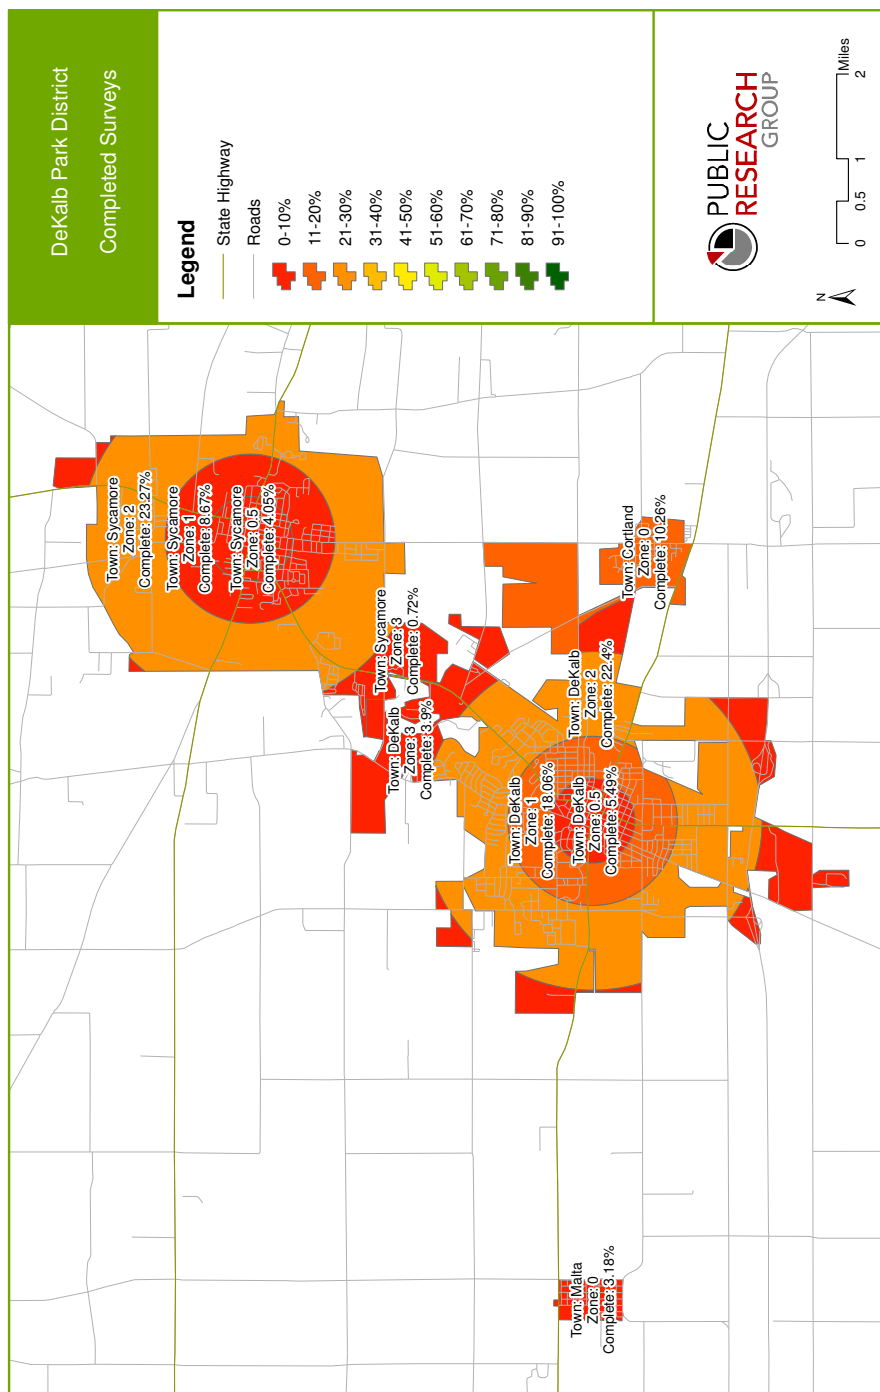 DeKalb Park District
Completed Surveys
Legend
State Highway
Roads
0-10%
11-20%
21-30%
31-40%
41-50%
51-60%
61-70%
71-80%
81-90%
91-100%
PUBLIC
RESEARCH
GROUP
N
0 0.5 1 2
Miles
Town: Sycamore
Zone: 2
Complete: 23.27%
Town: Sycamore
Zone: 1
Complete: 8.67%
Town: Sycamore
Zone: 0.5
Complete: 4.05%
Town: Sycamore
Zone: 3
Complete: 0.72%
Town: DeKalb
Zone: 3
Complete: 3.9%
Town: Cortland
Zone: 0
Complete: 10.26%
Town: DeKalb
Zone: 2
Complete: 22.4%
Town: DeKalb
Zone: 1
Complete: 18.06%
Town: DeKalb
Zone: 0.5
Complete: 5.49%
Town: Malta
Zone: 0
Complete: 3.18%